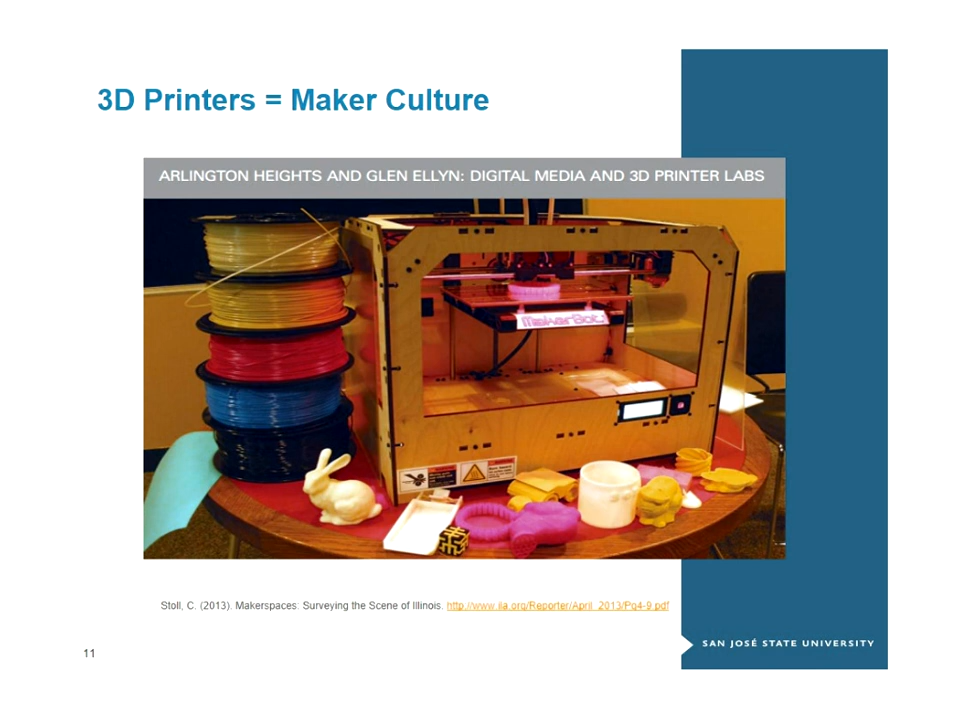 3D Printers = Maker Culture
ARLINGTON HEIGHTS AND GLEN ELLYN: DIGITAL MEDIA AND 3D PRINTER LABS
MakerBot
Stoll, C. (2013). Makerspaces: Surveying the Scene of Illinois. http://www.ila.org/Reporter/April_2013/Pg4-9.pdf
SAN JOSÉ STATE UNIVERSITY
11